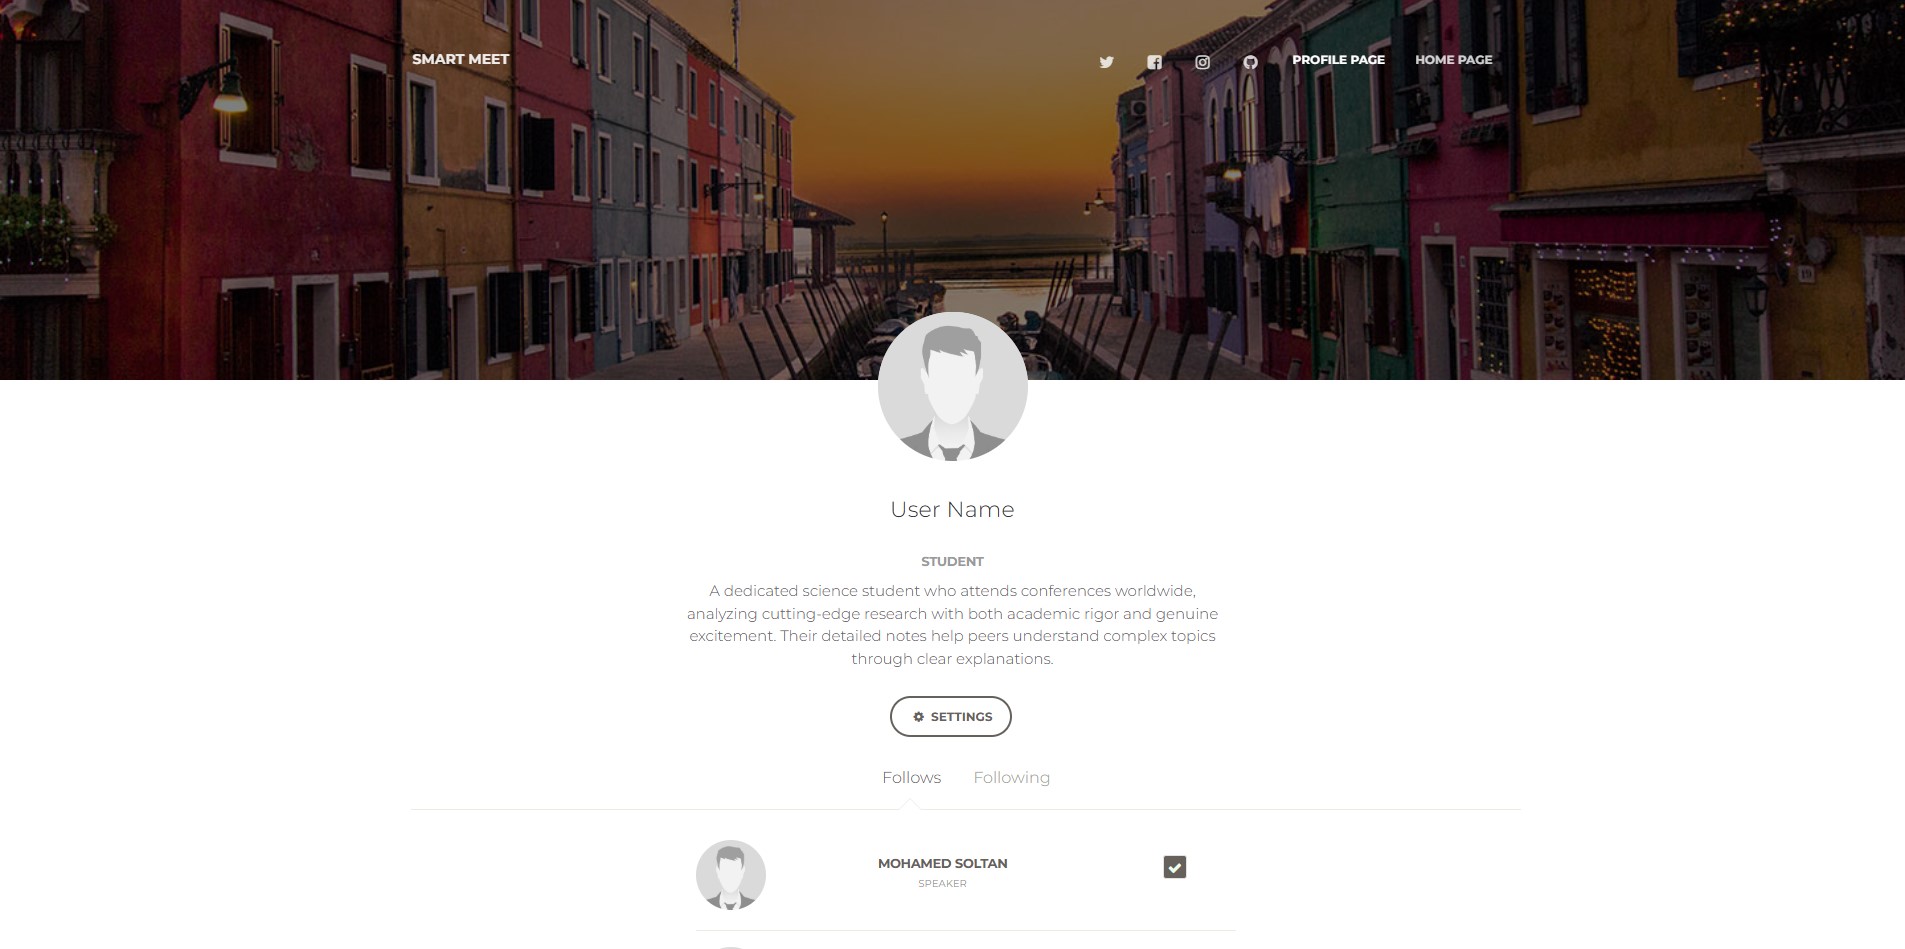 SMART MEET
PROFILE PAGE
HOME PAGE
19
User Name
STUDENT
A dedicated science student who attends conferences worldwide,
analyzing cutting-edge research with both academic rigor and genuine
excitement. Their detailed notes help peers understand complex topics
through clear explanations.
SETTINGS
Follows
Following
MOHAMED SOLTAN
SPEAKER